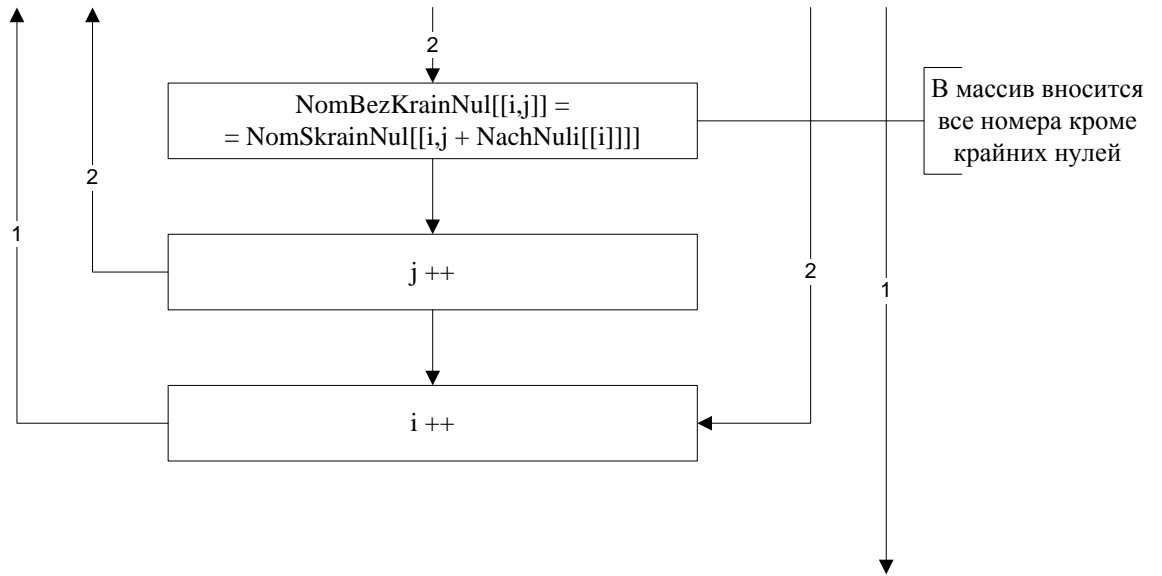 2
NomBezKrainNul[[i,j]] =
= NomSkrainNul[[i,j + NachNuli[[i]]]]
В массив вносится
все номера кроме
крайних нулей
2
1
j ++
2
1
i ++